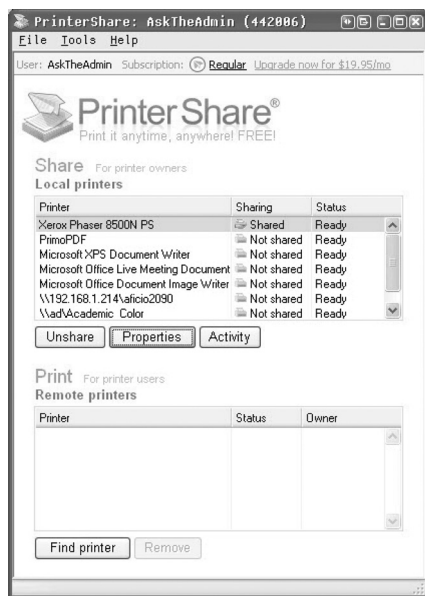 PrinterShare: AskTheAdmin (442006)
File Tools Help
User: AskTheAdmin Subscription: Regular Upgrade now for $19.95/mo
PrinterShare®
Print it anytime, anywhere! FREE!
Share For printer owners
Local printers
Printer Sharing Status
Xerox Phaser 8500N PS Shared Ready
PrimoPDF Not shared Ready
Microsoft XPS Document Writer Not shared Ready
Microsoft Office Live Meeting Document Not shared Ready
Microsoft Office Document Image Writer Not shared Ready
\\192.168.1.214\aficio2090 Not shared Ready
\\ad\Academic Color Not shared Ready
Unshare Properties Activity
Print For printer users
Remote printers
Printer Status Owner
Find printer Remove